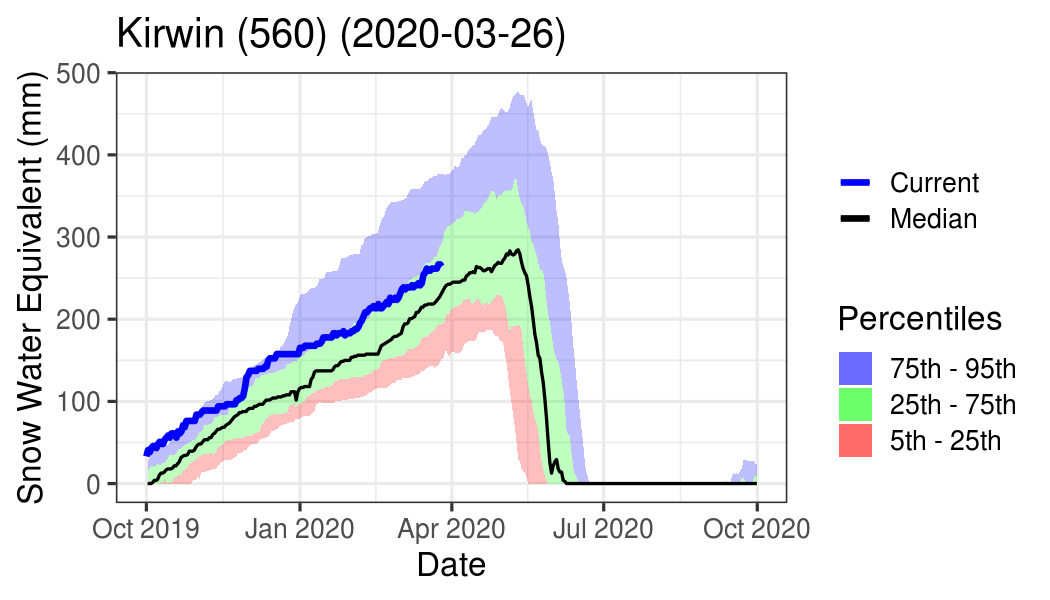 Kirwin (560) (2020-03-26)
Snow Water Equivalent (mm)
500
400
300
200
100
0
Oct 2019
Jan 2020
Apr 2020
Jul 2020
Oct 2020
Date
Current
Median
Percentiles
75th - 95th
25th - 75th
5th - 25th